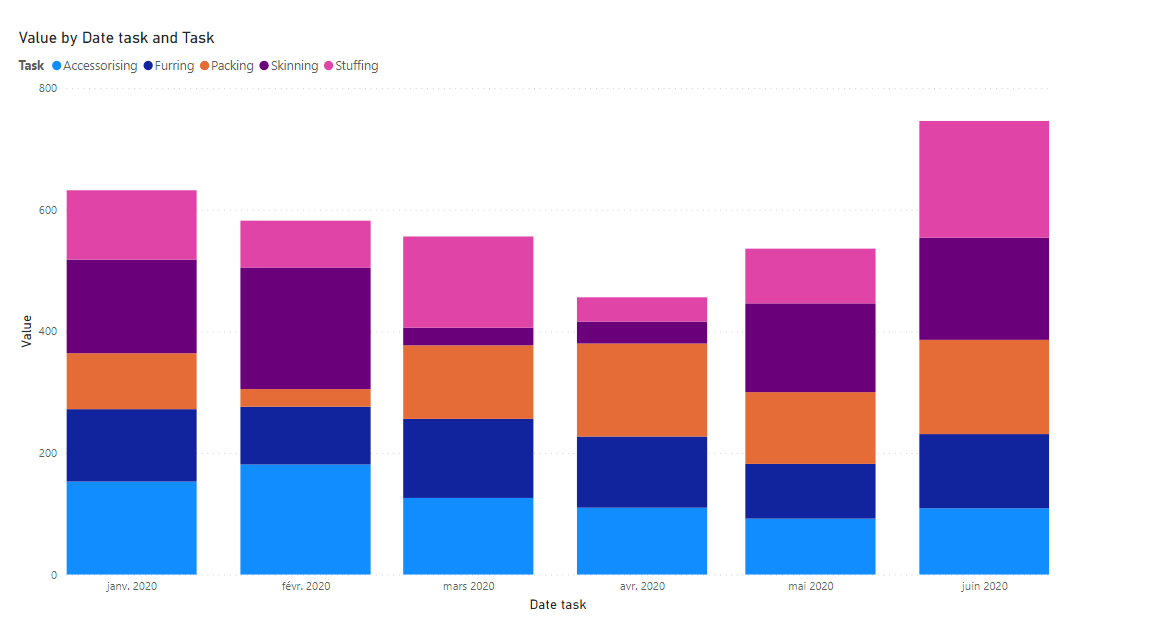 Value by Date task and Task
Task Accessorising Furring Packing Skinning Stuffing
800
600
400
200
0
Value
janv. 2020 févr. 2020 mars 2020 avr. 2020 mai 2020 juin 2020
Date task